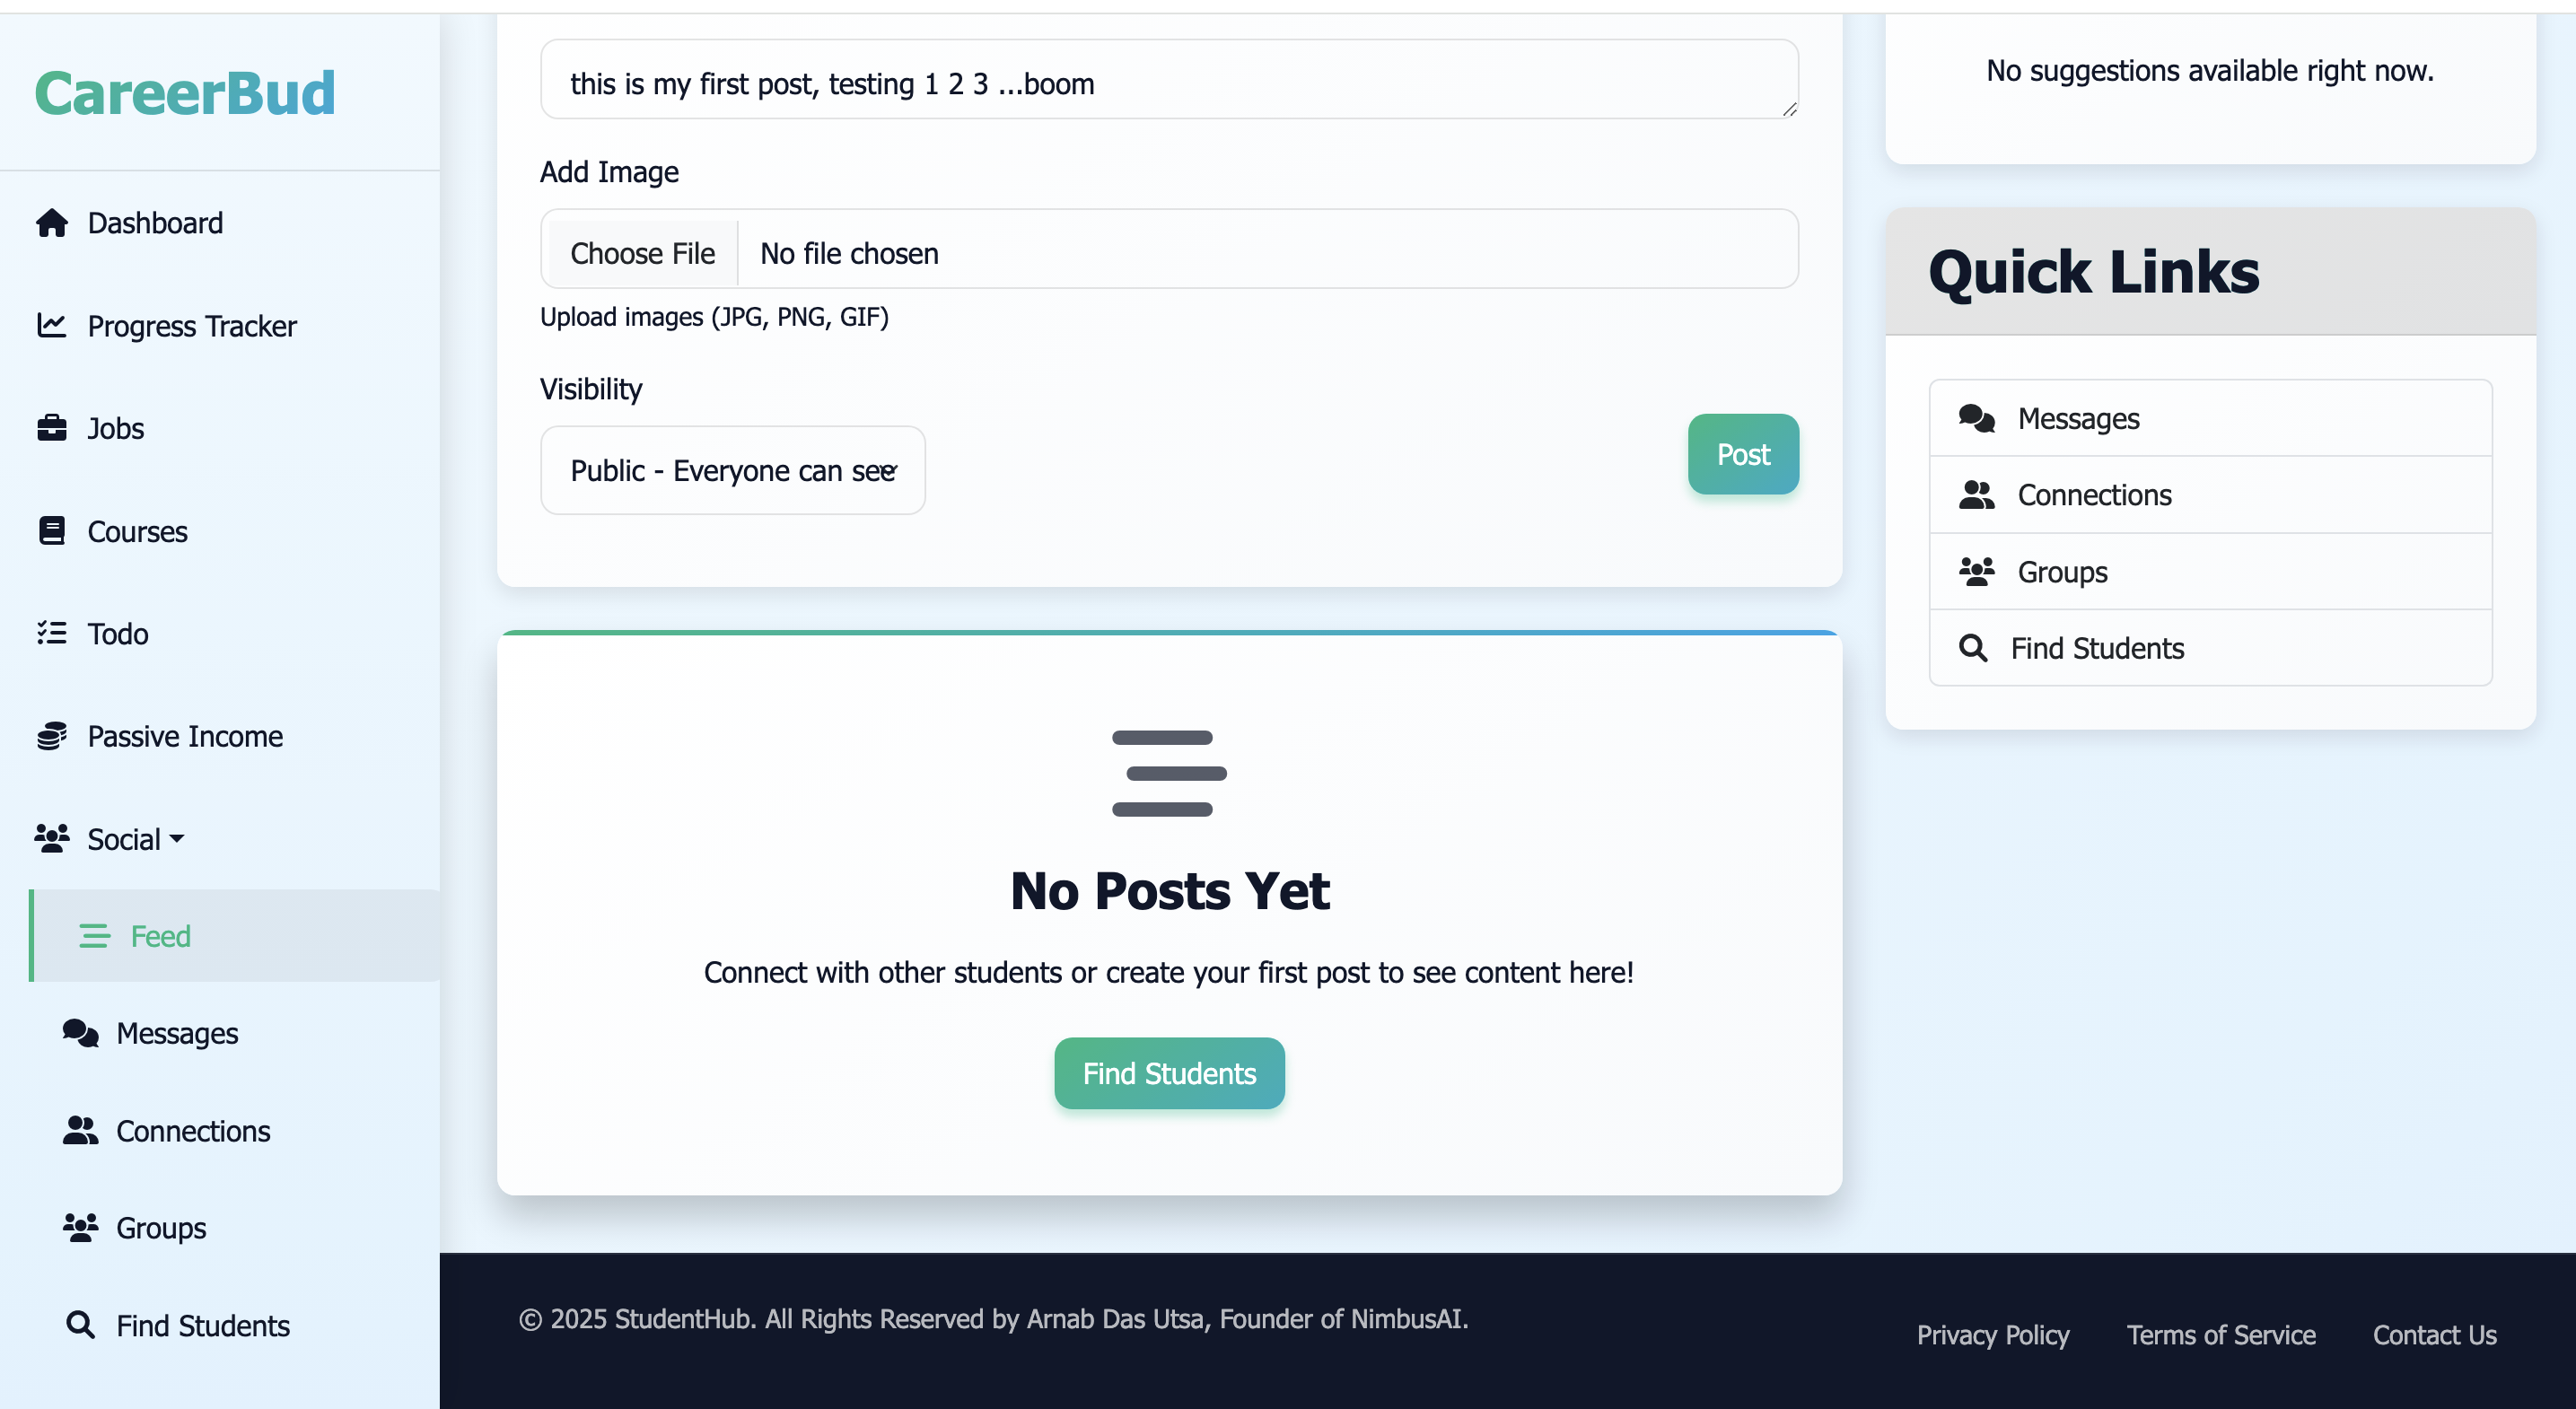 CareerBud
Dashboard
Progress Tracker
Jobs
Courses
Todo
Passive Income
Social
Feed
Messages
Connections
Groups
Find Students
this is my first post, testing 1 2 3 ...boom
Add Image
Choose File No file chosen
Upload images (JPG, PNG, GIF)
Visibility
Public - Everyone can see
Post
No Posts Yet
Connect with other students or create your first post to see content here!
Find Students
No suggestions available right now.
Quick Links
Messages
Connections
Groups
Find Students
© 2025 StudentHub. All Rights Reserved by Arnab Das Utsa, Founder of NimbusAI.
Privacy Policy Terms of Service Contact Us